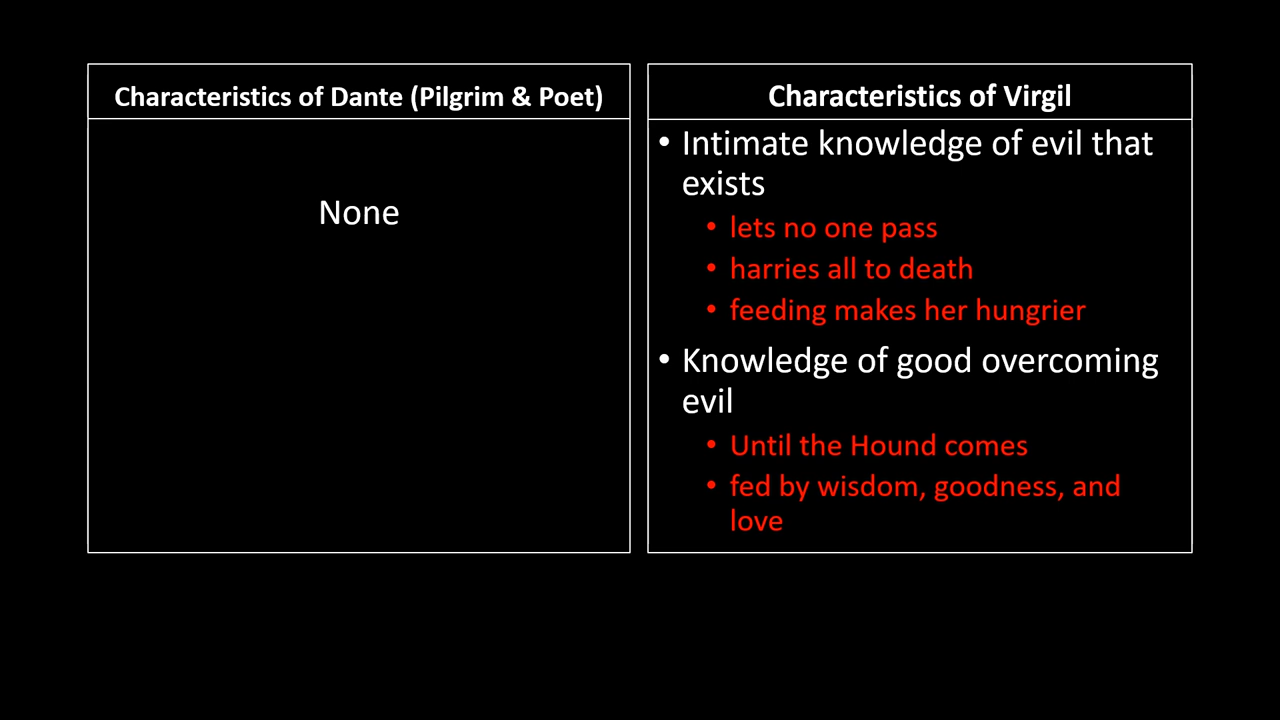 Characteristics of Dante (Pilgrim & Poet)
None
Characteristics of Virgil
• Intimate knowledge of evil that
exists
• lets no one pass
• harries all to death
• feeding makes her hungrier
• Knowledge of good overcoming
evil
• Until the Hound comes
• fed by wisdom, goodness, and
love